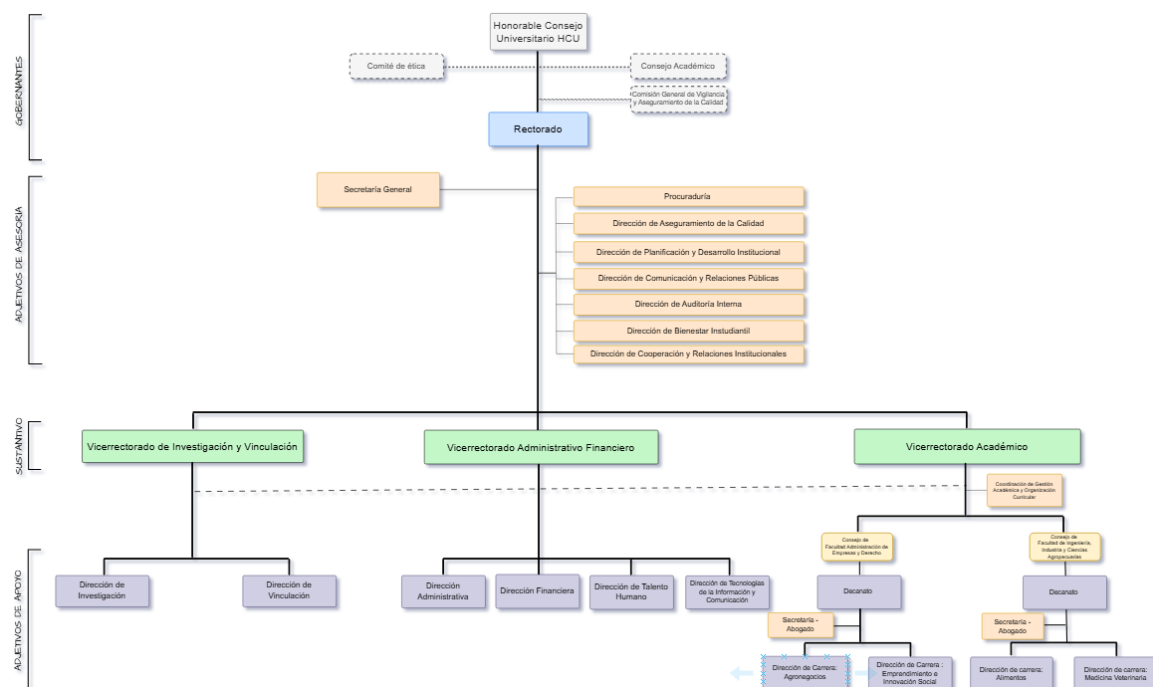 Honorable Consejo
Universitario HCU
Comité de ética
Consejo Académico
Comisión General de Vigilancia
y Aseguramiento de la Calidad
GOBERNANTES
Rectorado
Secretaría General
Procuraduría
Dirección de Aseguramiento de la Calidad
Dirección de Planificación y Desarrollo Institucional
Dirección de Comunicación y Relaciones Públicas
Dirección de Auditoría Interna
Dirección de Bienestar Instudiantil
Dirección de Cooperación y Relaciones Institucionales
ADJETIVOS DE ASESORIA
SUSTANTIVO
Vicerrectorado de Investigación y Vinculación
Vicerrectorado Administrativo Financiero
Vicerrectorado Académico
Coordinación de Gestión
Académica y Organización
Curricular
Consejo de
Facultad Administración de
Empresas y Derecho
Consejo de
Facultad de Ingeniería,
Industria y Ciencias
Agropecuarias
ADJETIVOS DE APOYO
Dirección de
Investigación
Dirección de
Vinculación
Dirección
Administrativa
Dirección Financiera
Dirección de Talento
Humano
Dirección de Tecnologías
de la Información y
Comunicación
Decanato
Decanato
Secretaria -
Abogado
Secretaria -
Abogado
Dirección de Carrera:
Agronegocios
Dirección de Carrera :
Emprendimiento e
Innovación Social
Dirección de carrera:
Alimentos
Dirección de carrera:
Medicina Veterinaria